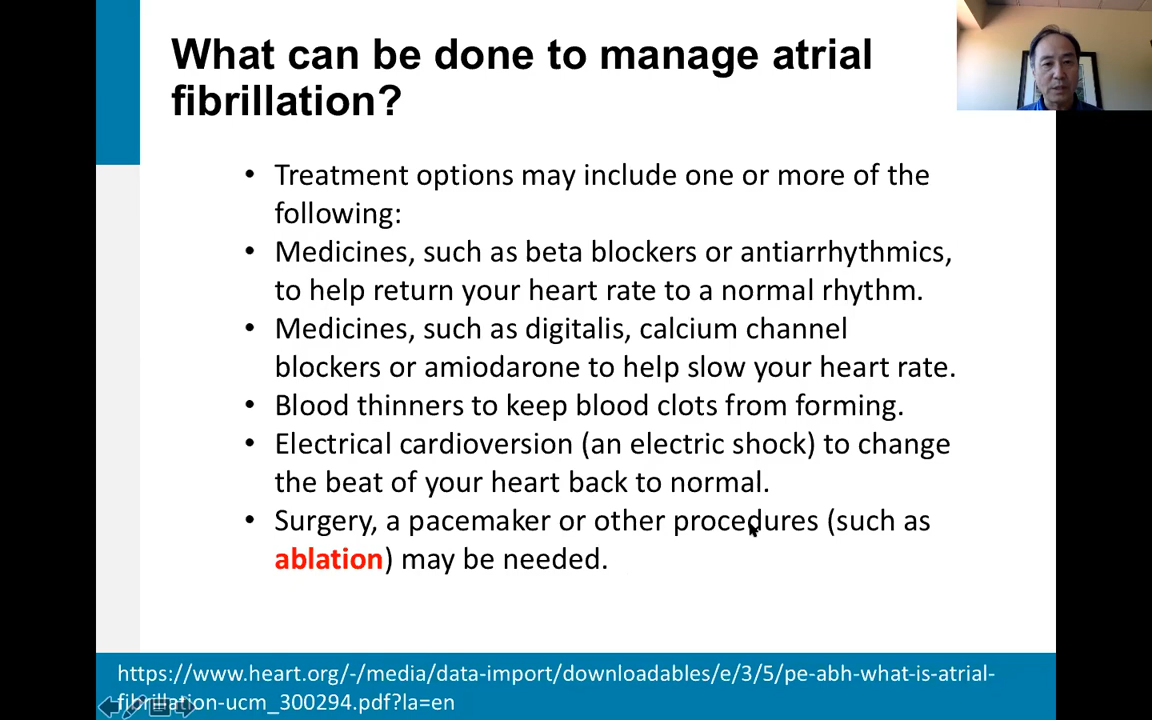 What can be done to manage atrial
fibrillation?
• Treatment options may include one or more of the
following:
• Medicines, such as beta blockers or antiarrhythmics,
to help return your heart rate to a normal rhythm.
• Medicines, such as digitalis, calcium channel
blockers or amiodarone to help slow your heart rate.
• Blood thinners to keep blood clots from forming.
• Electrical cardioversion (an electric shock) to change
the beat of your heart back to normal.
• Surgery, a pacemaker or other procedures (such as
ablation) may be needed.
https://www.heart.org/-/media/data-import/downloadables/e/3/5/pe-abh-what-is-atrial-
fibrillation-ucm_300294.pdf?la=en